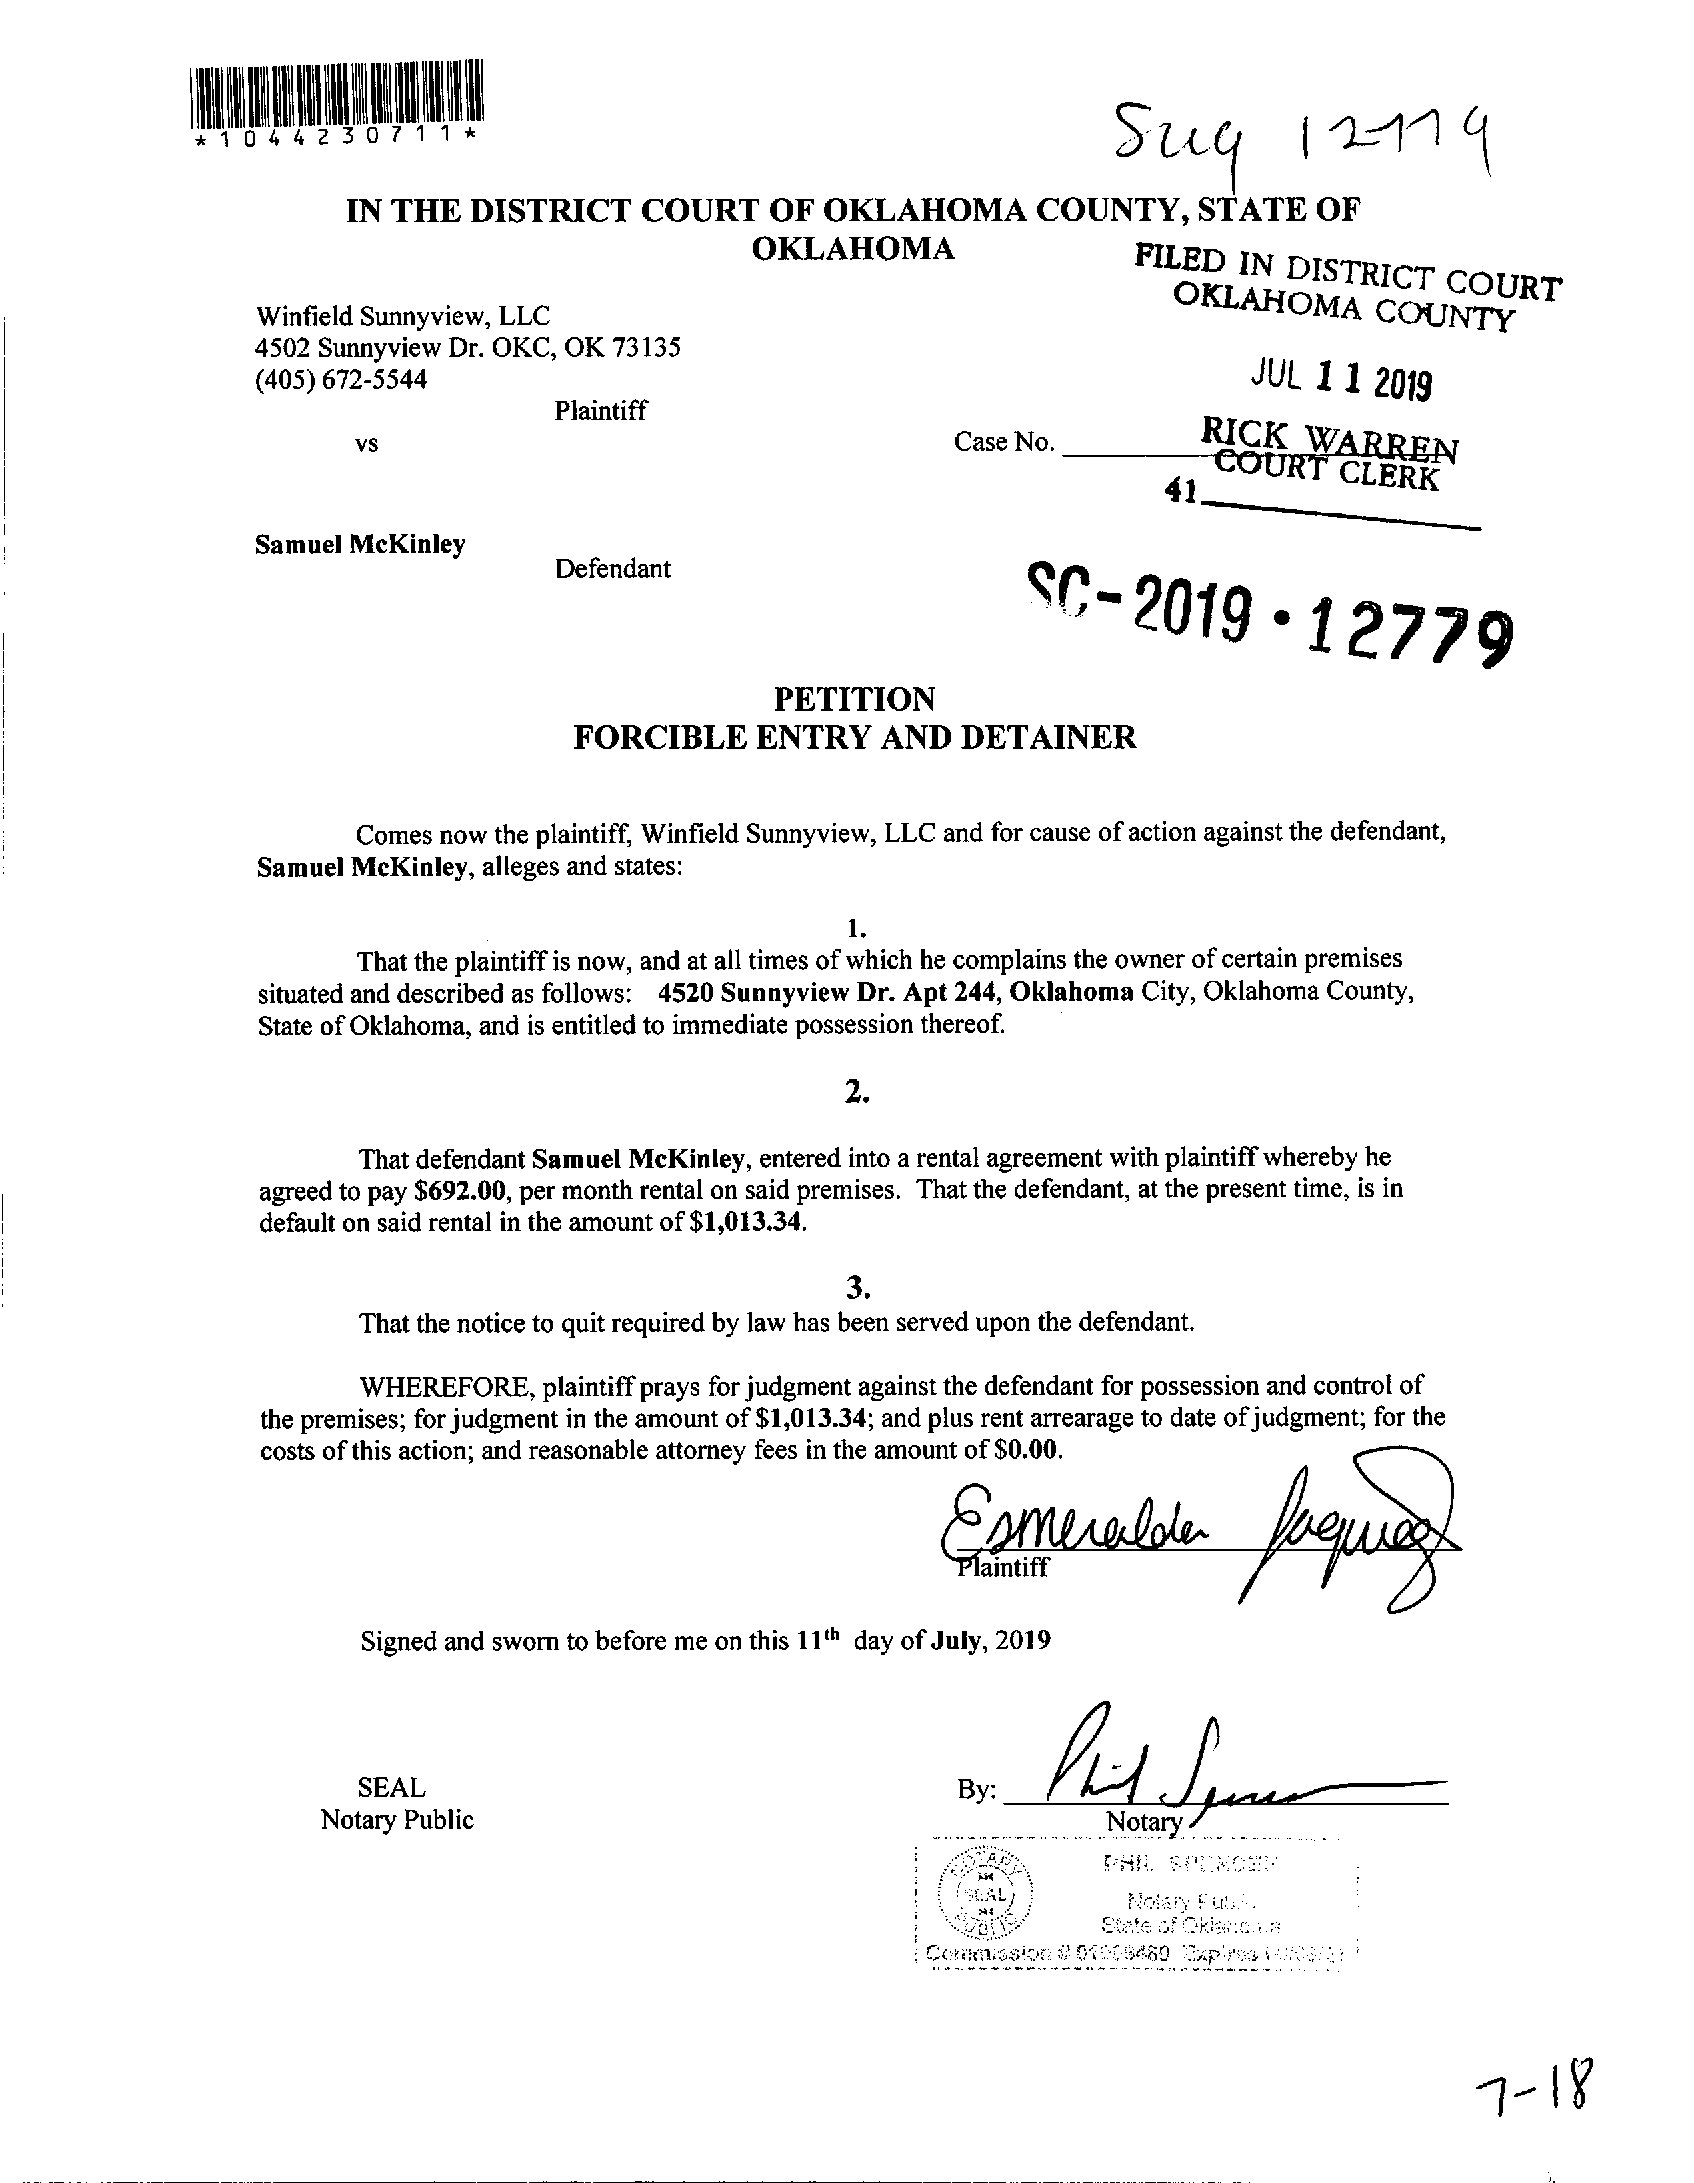 *1044230711*
IN THE DISTRICT COURT OF OKLAHOMA COUNTY, STATE OF
OKLAHOMA
FILED IN DISTRICT COURT
OKLAHOMA COUNTY
Winfield Sunnyview, LLC
4502 Sunnyview Dr. OKC, OK 73135
(405) 672-5544
JUL 11 2019
Plaintiff
vs
Case No.
RICK WARREN
COURT CLERK
41
Samuel McKinley
Defendant
SC-2019-12779
PETITION
FORCIBLE ENTRY AND DETAINER
Comes now the plaintiff, Winfield Sunnyview, LLC and for cause of action against the defendant,
Samuel McKinley, alleges and states:
1.
That the plaintiff is now, and at all times of which he complains the owner of certain premises
situated and described as follows: 4520 Sunnyview Dr. Apt 244, Oklahoma City, Oklahoma County,
State of Oklahoma, and is entitled to immediate possession thereof.
2.
That defendant Samuel McKinley, entered into a rental agreement with plaintiff whereby he
agreed to pay $692.00, per month rental on said premises. That the defendant, at the present time, is in
default on said rental in the amount of $1,013.34.
3.
That the notice to quit required by law has been served upon the defendant.
WHEREFORE, plaintiff prays for judgment against the defendant for possession and control of
the premises; for judgment in the amount of $1,013.34; and plus rent arrearage to date of judgment; for the
costs of this action; and reasonable attorney fees in the amount of $0.00.
Esmeralda
Plaintiff
Signed and sworn to before me on this 11th day of July, 2019
SEAL
By: Phil Spencer
Notary Public
Notary
NOTARY
SEAL
PUBLIC
PHIL SPENCER
Notary Public
State of Oklahoma
Commission # Expires
7-18